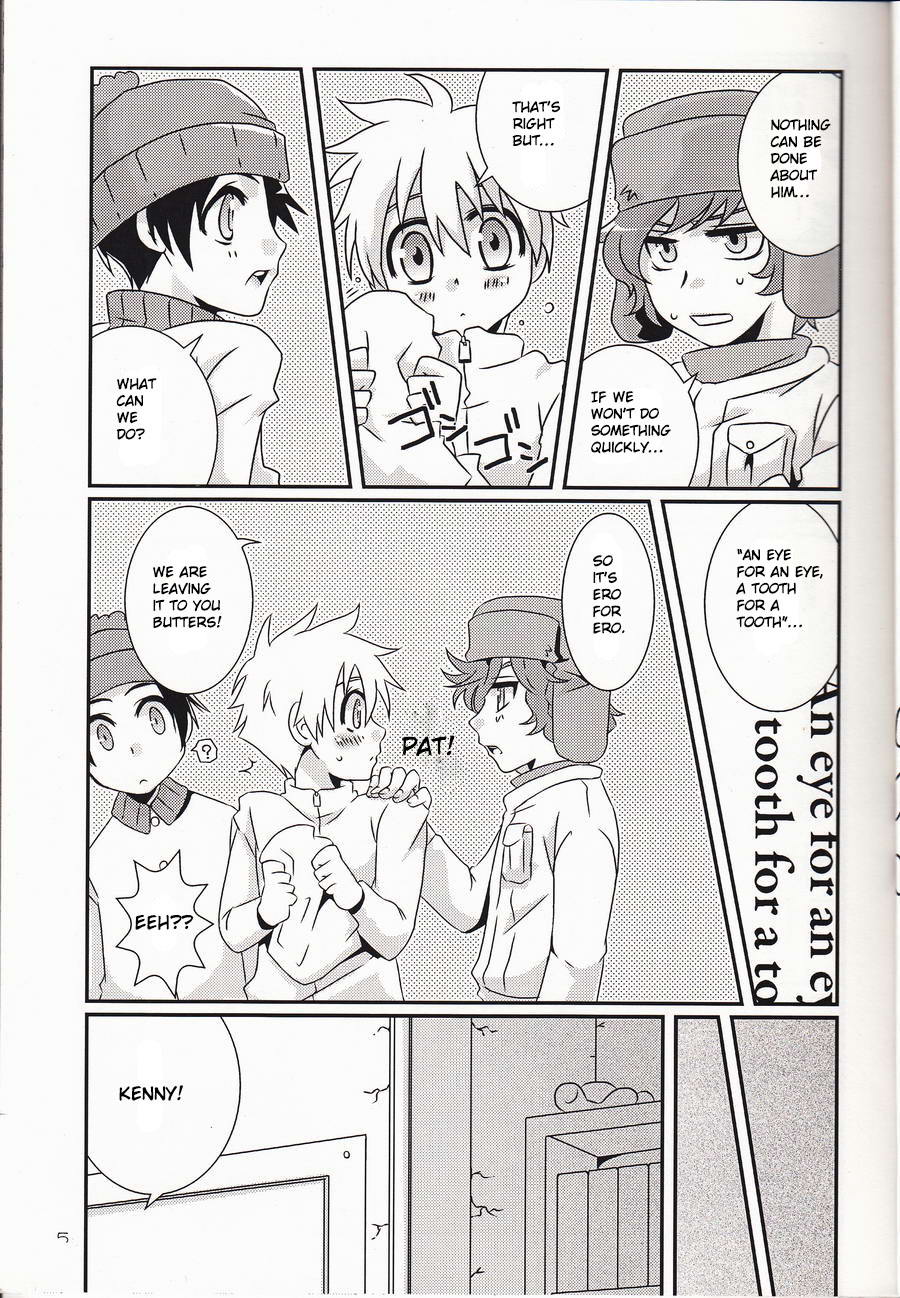 NOTHING
CAN BE
DONE
ABOUT
HIM...
IF WE
WON'T DO
SOMETHING
QUICKLY...
THAT'S
RIGHT
BUT...
ゴシ
ゴシ
WHAT
CAN
WE
DO?
"AN EYE
FOR AN EYE,
A TOOTH
FOR A
TOOTH"...
An eye for an ey
tooth for a to
SO
IT'S
ERO
FOR
ERO.
PAT!
WE ARE
LEAVING
IT TO YOU
BUTTERS!
?
EEH??
KENNY!
5